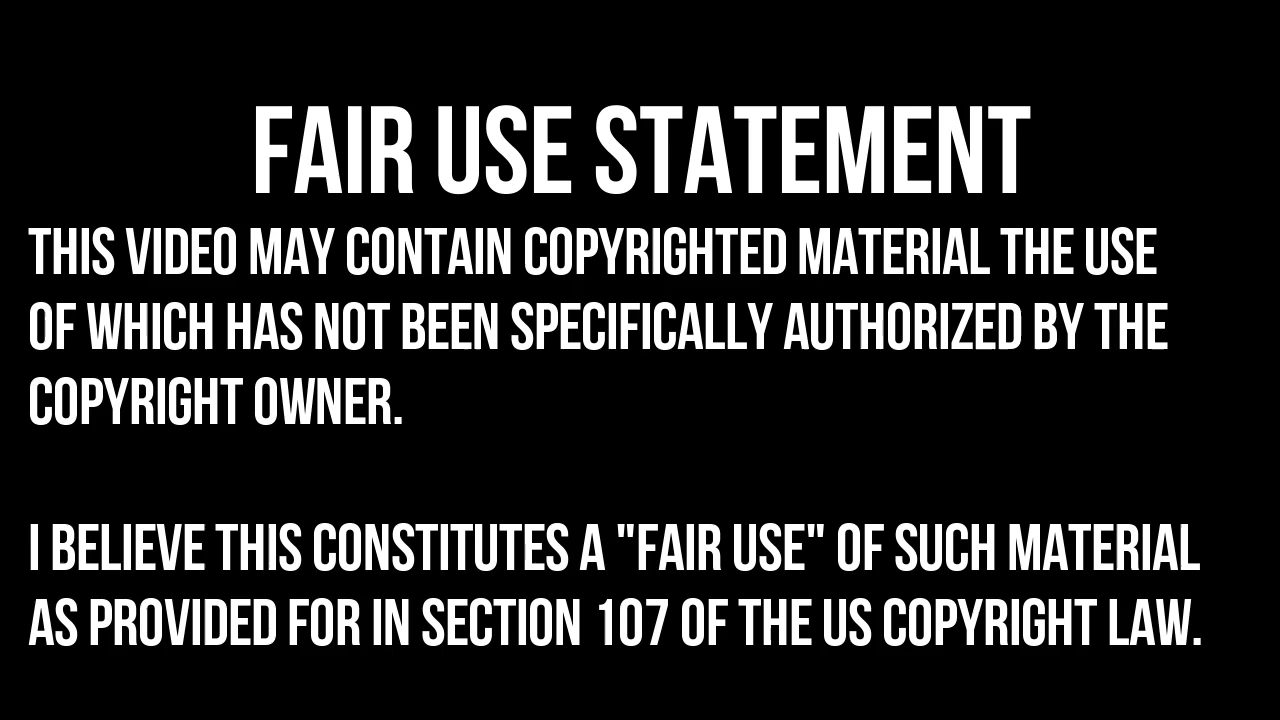 FAIR USE STATEMENT
THIS VIDEO MAY CONTAIN COPYRIGHTED MATERIAL THE USE
OF WHICH HAS NOT BEEN SPECIFICALLY AUTHORIZED BY THE
COPYRIGHT OWNER.
I BELIEVE THIS CONSTITUTES A "FAIR USE" OF SUCH MATERIAL
AS PROVIDED FOR IN SECTION 107 OF THE US COPYRIGHT LAW.